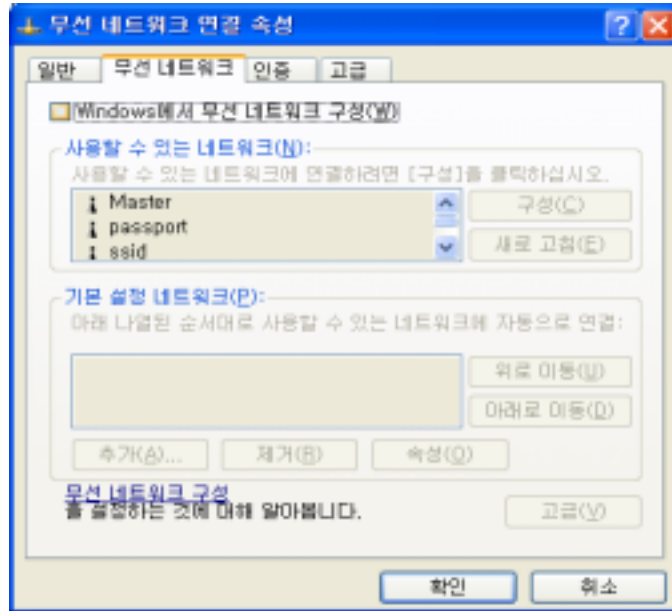 무선 네트워크 연결 속성
일반 무선 네트워크 인증 고급
Windows에서 무선 네트워크 구성(W)
사용할 수 있는 네트워크(N):
사용할 수 있는 네트워크에 연결하려면 [구성]를 클릭하십시오.
Master
passport
ssid
구성(C)
새로 고침(E)
기본 설정 네트워크(P):
아래 나열된 순서대로 사용할 수 있는 네트워크에 자동으로 연결:
위로 이동(U)
아래로 이동(D)
추가(A)... 제거(R) 속성(O)
무선 네트워크 구성
을 설정하는 것에 대해 알아봅니다.
고급(V)
확인 취소